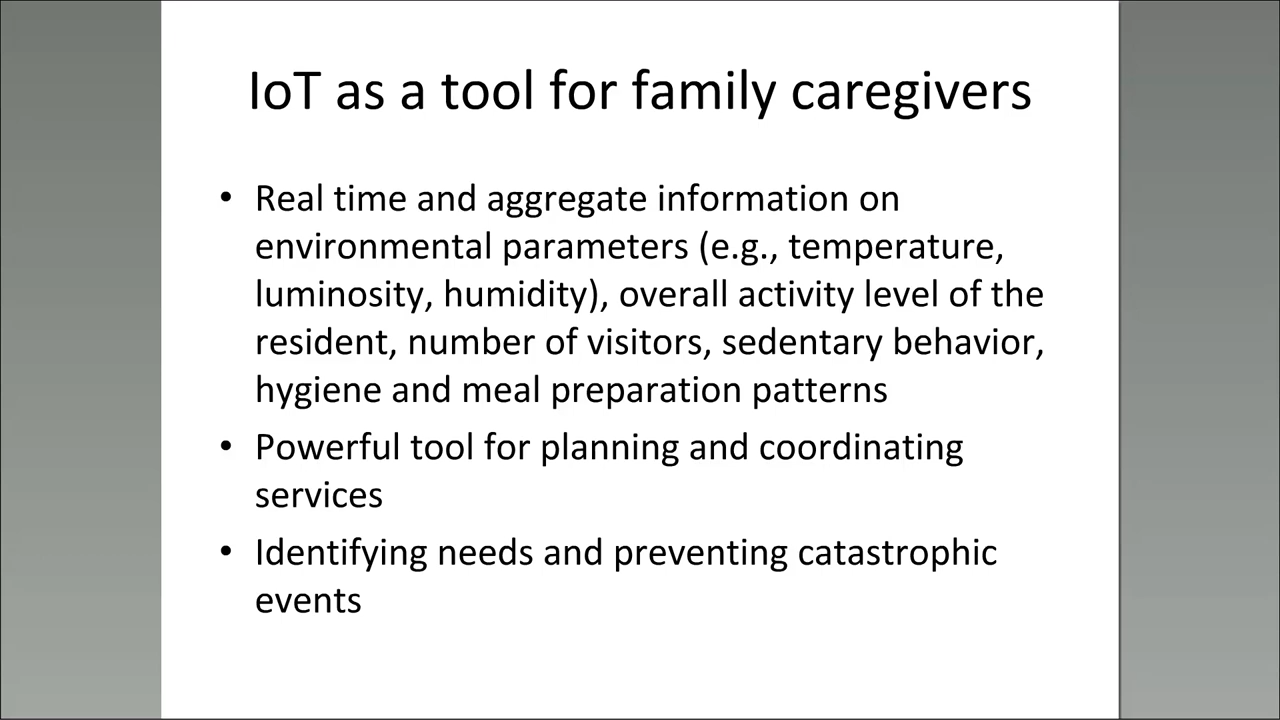 IoT as a tool for family caregivers
• Real time and aggregate information on
environmental parameters (e.g., temperature,
luminosity, humidity), overall activity level of the
resident, number of visitors, sedentary behavior,
hygiene and meal preparation patterns
• Powerful tool for planning and coordinating
services
• Identifying needs and preventing catastrophic
events